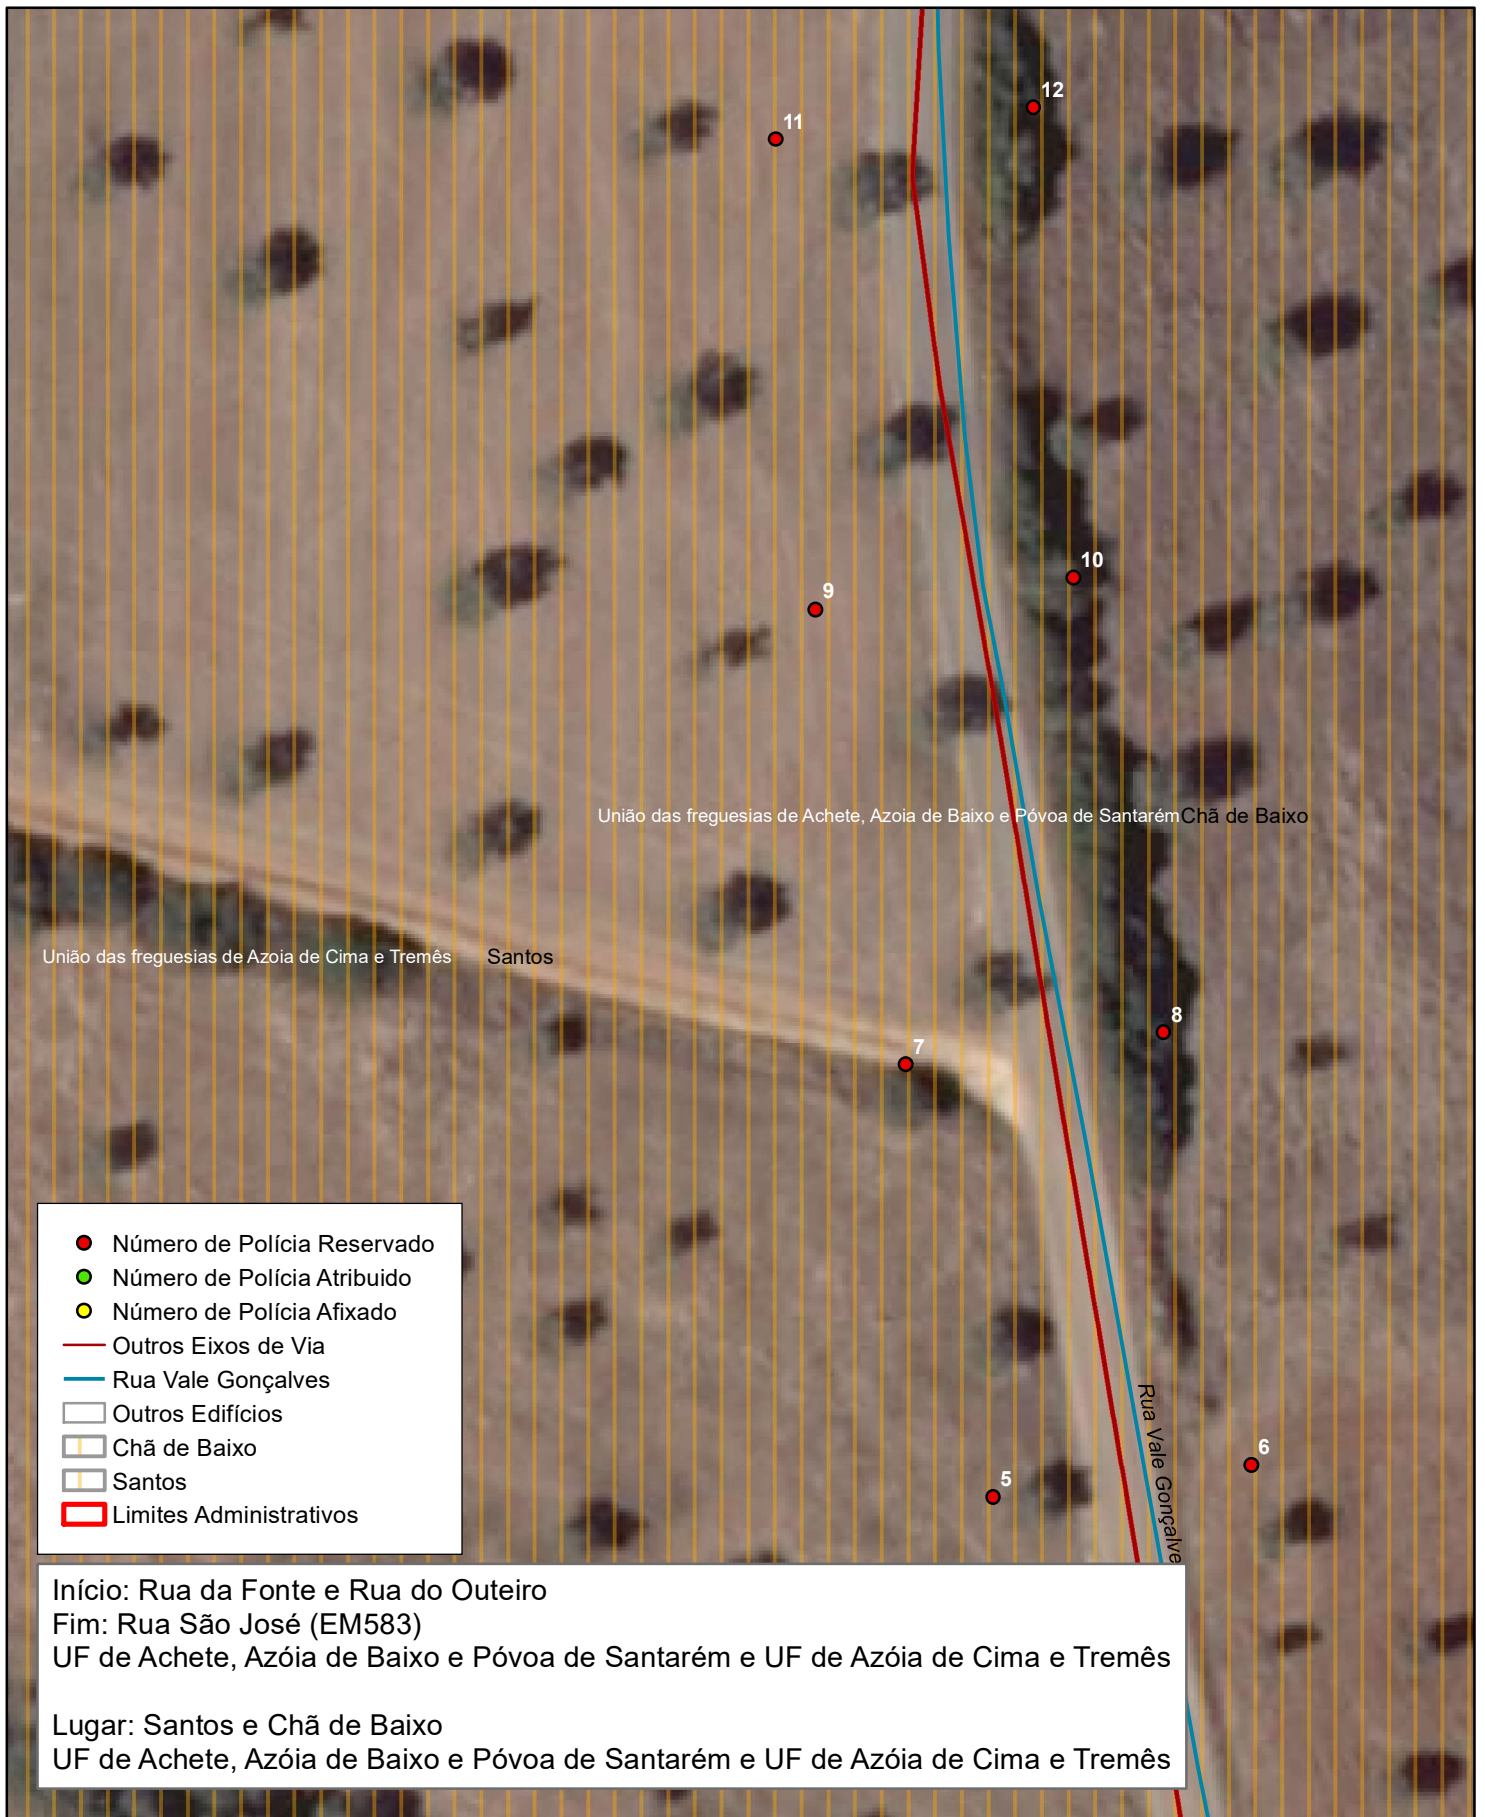 12
11
10
9
União das freguesias de Achete, Azoia de Baixo e Póvoa de Santarém Chã de Baixo
União das freguesias de Azoia de Cima e Tremês Santos
8
7
Número de Polícia Reservado
Número de Polícia Atribuido
Número de Polícia Afixado
Outros Eixos de Via
Rua Vale Gonçalves
Outros Edifícios
Chã de Baixo
Santos
Limites Administrativos
Rua Vale Gonçalve
6
5
Início: Rua da Fonte e Rua do Outeiro
Fim: Rua São José (EM583)
UF de Achete, Azóia de Baixo e Póvoa de Santarém e UF de Azóia de Cima e Tremês
Lugar: Santos e Chã de Baixo
UF de Achete, Azóia de Baixo e Póvoa de Santarém e UF de Azóia de Cima e Tremês